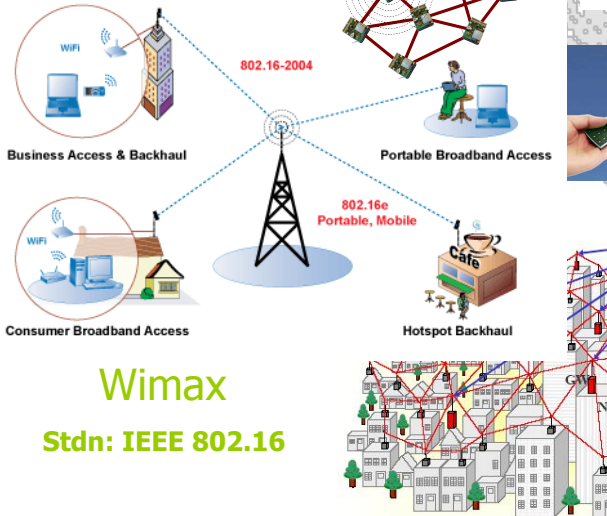 WiFi
802.16-2004
Business Access & Backhaul
Portable Broadband Access
802.16e
Portable, Mobile
WiFi
Cafe
Consumer Broadband Access
Hotspot Backhaul
Wimax
Stdn: IEEE 802.16
GW
N